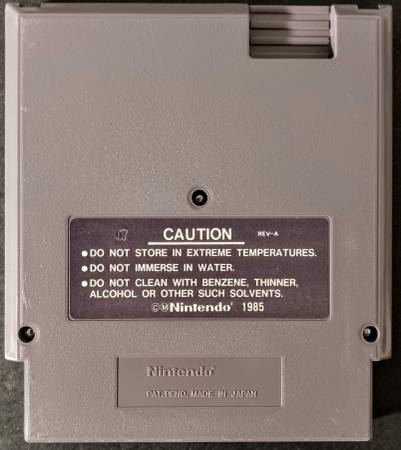 CAUTION REV-A
• DO NOT STORE IN EXTREME TEMPERATURES.
• DO NOT IMMERSE IN WATER.
• DO NOT CLEAN WITH BENZENE, THINNER,
ALCOHOL OR OTHER SUCH SOLVENTS.
©ⓂNintendo 1985
Nintendo
PAT.PEND. MADE IN JAPAN